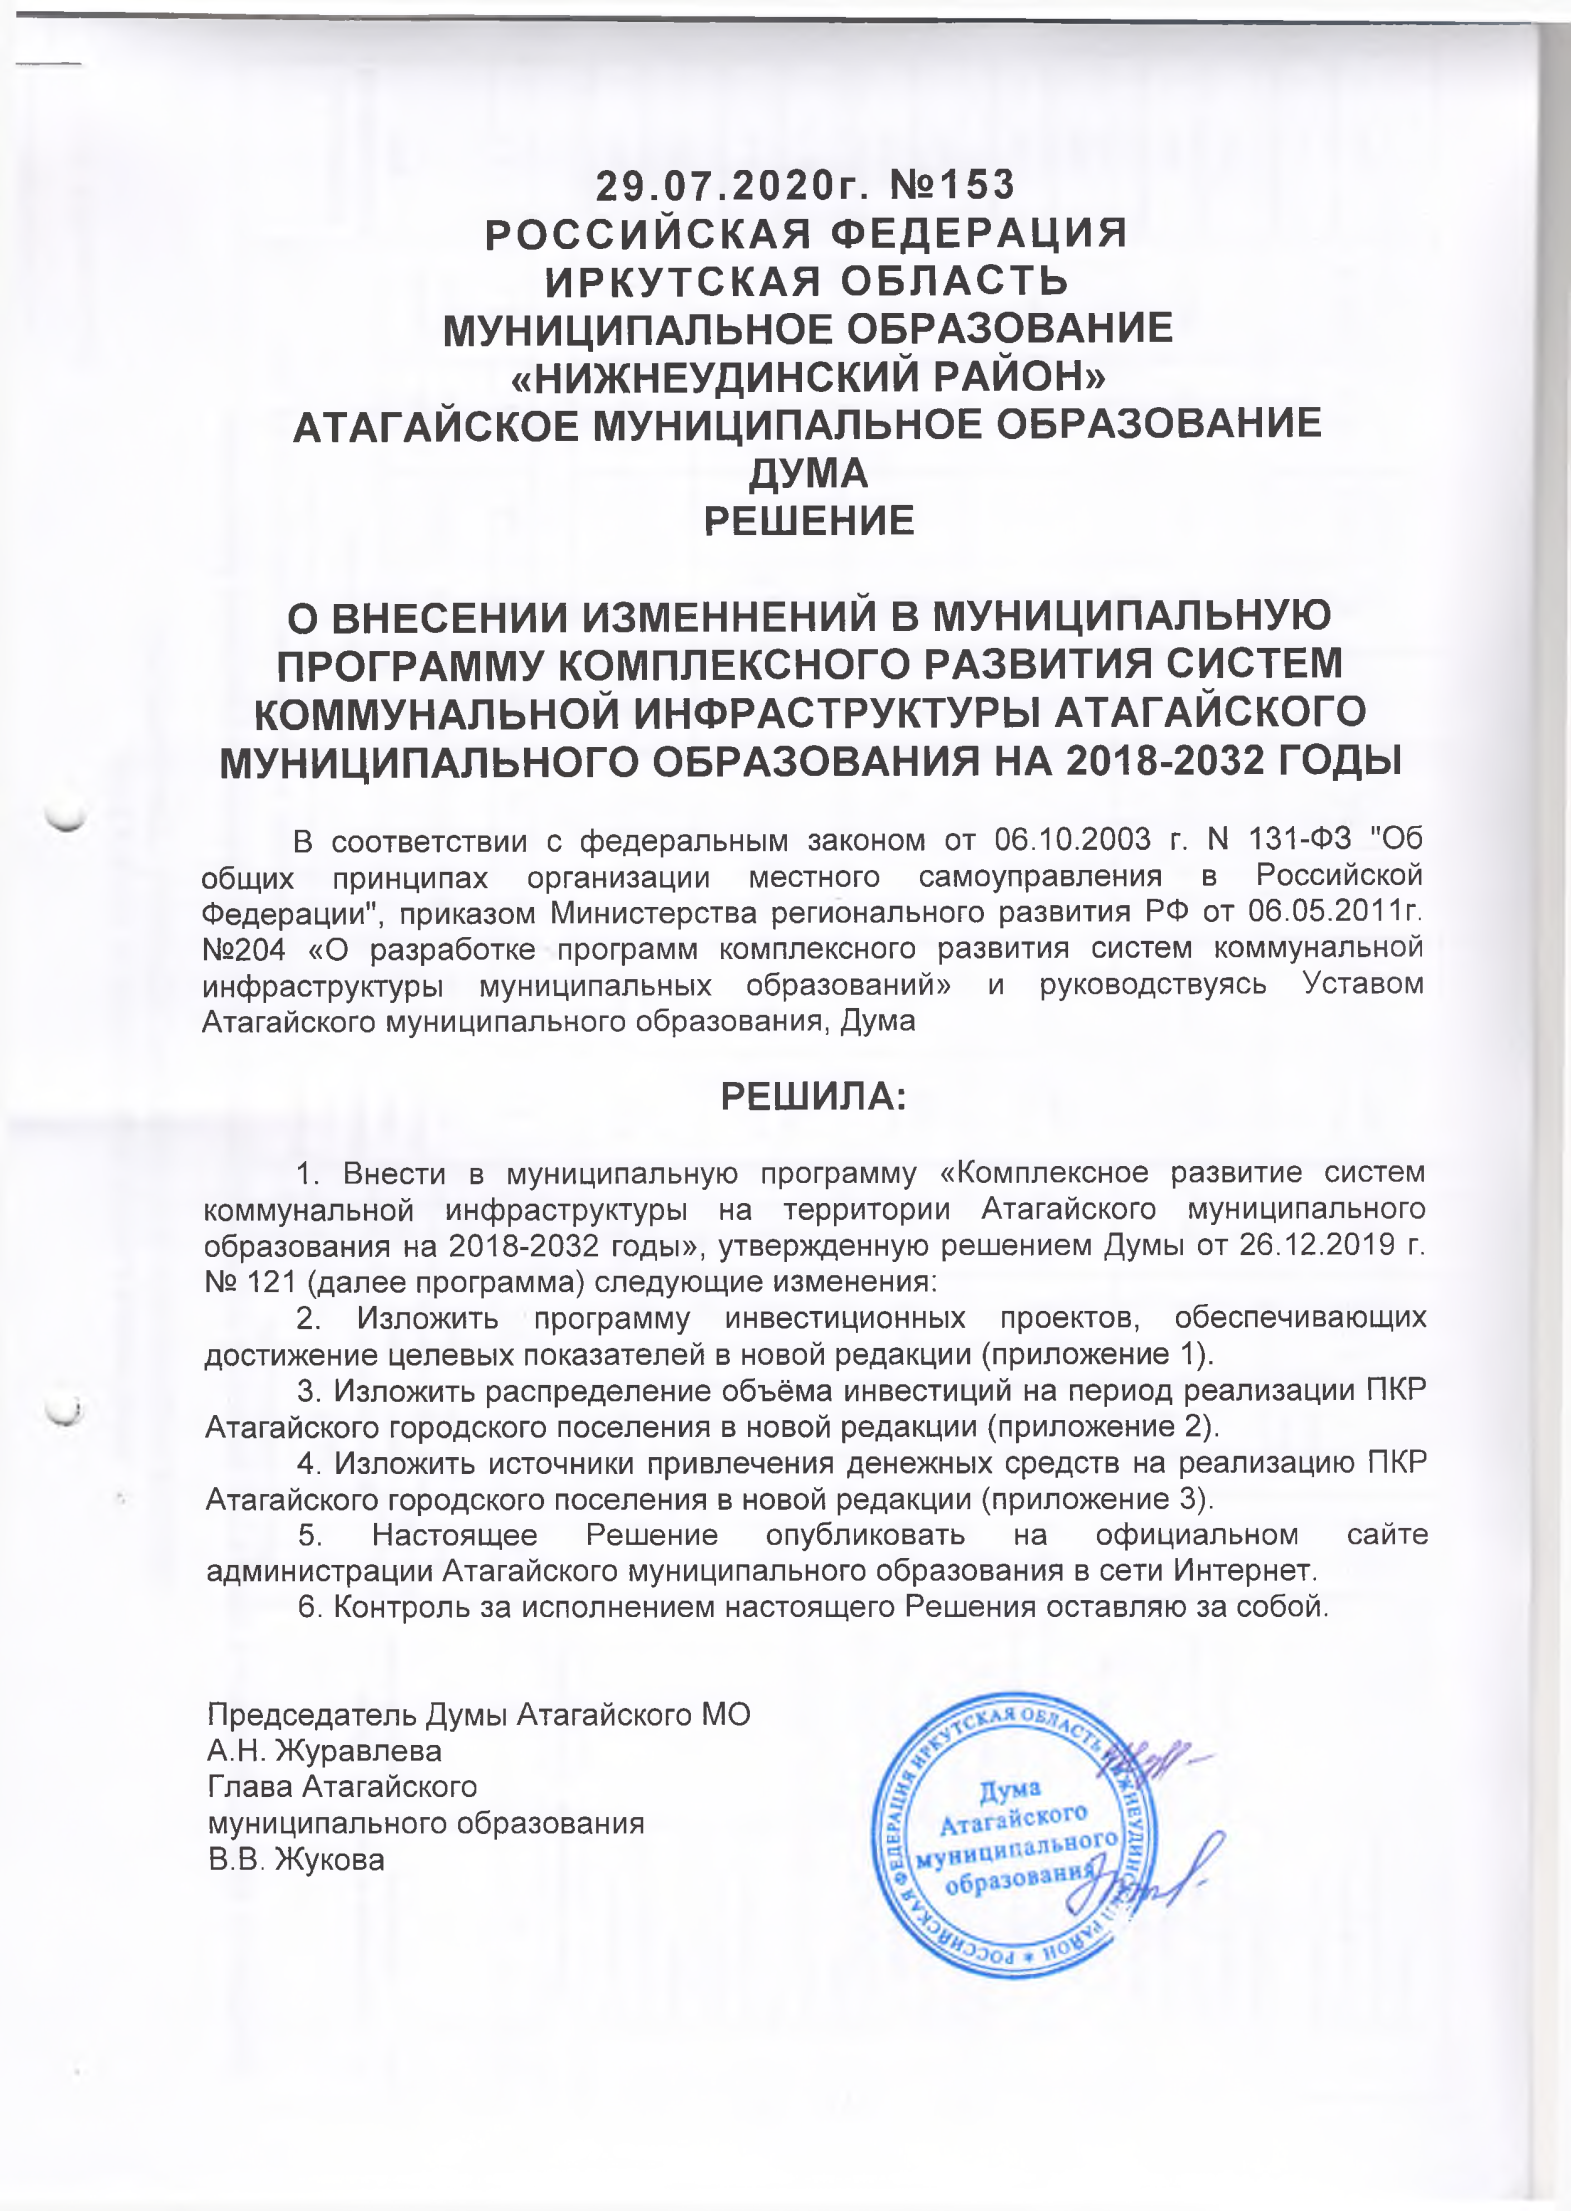 29.07.2020г. №153
РОССИЙСКАЯ ФЕДЕРАЦИЯ
ИРКУТСКАЯ ОБЛАСТЬ
МУНИЦИПАЛЬНОЕ ОБРАЗОВАНИЕ
«НИЖНЕУДИНСКИЙ РАЙОН»
АТАГАЙСКОЕ МУНИЦИПАЛЬНОЕ ОБРАЗОВАНИЕ
ДУМА
РЕШЕНИЕ
О ВНЕСЕНИИ ИЗМЕННЕНИЙ В МУНИЦИПАЛЬНУЮ
ПРОГРАММУ КОМПЛЕКСНОГО РАЗВИТИЯ СИСТЕМ
КОММУНАЛЬНОЙ ИНФРАСТРУКТУРЫ АТАГАЙСКОГО
МУНИЦИПАЛЬНОГО ОБРАЗОВАНИЯ НА 2018-2032 ГОДЫ
В соответствии с федеральным законом от 06.10.2003 г. N 131-ФЗ "Об
общих принципах организации местного самоуправления в Российской
Федерации", приказом Министерства регионального развития РФ от 06.05.2011г.
№204 «О разработке программ комплексного развития систем коммунальной
инфраструктуры муниципальных образований» и руководствуясь Уставом
Атагайского муниципального образования, Дума
РЕШИЛА:
1. Внести в муниципальную программу «Комплексное развитие систем
коммунальной инфраструктуры на территории Атагайского муниципального
образования на 2018-2032 годы», утвержденную решением Думы от 26.12.2019 г.
№ 121 (далее программа) следующие изменения:
2. Изложить программу инвестиционных проектов, обеспечивающих
достижение целевых показателей в новой редакции (приложение 1).
3. Изложить распределение объёма инвестиций на период реализации ПКР
Атагайского городского поселения в новой редакции (приложение 2).
4. Изложить источники привлечения денежных средств на реализацию ПКР
Атагайского городского поселения в новой редакции (приложение 3).
5. Настоящее Решение опубликовать на официальном сайте
администрации Атагайского муниципального образования в сети Интернет.
6. Контроль за исполнением настоящего Решения оставляю за собой.
Председатель Думы Атагайского МО
А.Н. Журавлева
Глава Атагайского
муниципального образования
В.В. Жукова
РОССИЙСКАЯ ФЕДЕРАЦИЯ ИРКУТСКАЯ ОБЛАСТЬ НИЖНЕУДИНСКИЙ РАЙОН *
Дума
Атагайского
муниципального
образования